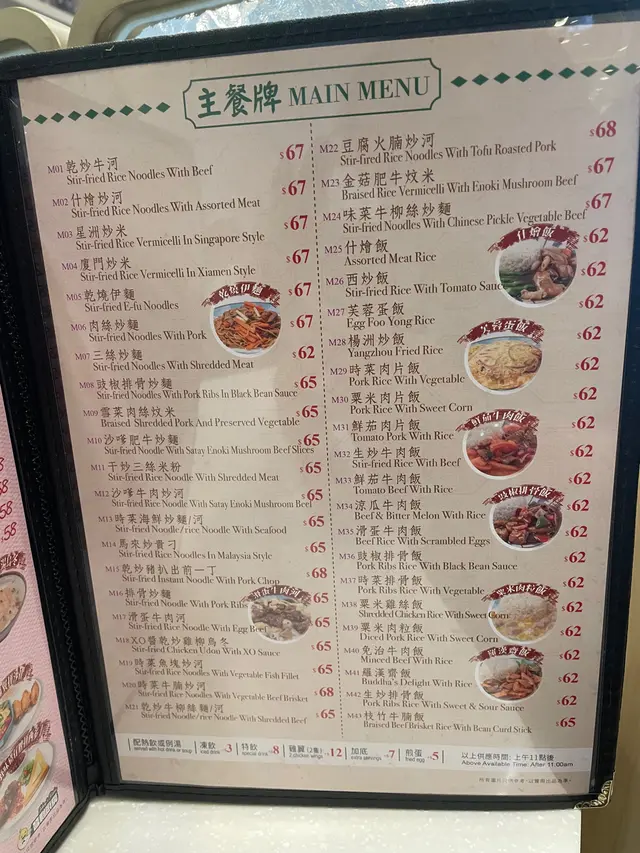 主餐牌 MAIN MENU
M01 乾炒牛河 $67
Stir-fried Rice Noodles With Beef
M02 什燴炒河 $67
Stir-fried Rice Noodles With Assorted Meat
M03 星洲炒米 $67
Stir-fried Rice Vermicelli In Singapore Style
M04 廈門炒米 $67
Stir-fried Rice Vermicelli In Xiamen Style
M05 乾燒伊麵 $67
Stir-fried E-fu Noodles
乾燒伊麵
M06 肉絲炒麵 $67
Stir-fried Noodles With Pork
M07 三絲炒麵 $62
Stir-fried Noodles With Shredded Meat
M08 豉椒排骨炒麵 $65
Stir-fried Noodles With Pork Ribs In Black Bean Sauce
M09 雪菜肉絲炆米 $65
Braised Shredded Pork And Preserved Vegetable
M10 沙嗲肥牛炒麵 $65
Stir-fried Noodle With Satay Enoki Mushroom Beef Slices
M11 干炒三絲米粉 $65
Stir-fried Rice Noodle With Shredded Meat
M12 沙嗲牛肉炒河 $65
Stir-fried Rice Noodle With Satay Enoki Mushroom Beef
M13 時菜海鮮炒麵/河 $65
Stir-fried Noodle/rice Noodle With Seafood
M14 馬來炒貴刁 $65
Stir-fried Rice Noodles In Malaysia Style
M15 乾炒豬扒出前一丁 $68
Stir-fried Instant Noodle With Pork Chop
M16 排骨炒麵 $65
Stir-fried Noodle With Pork Ribs
滑蛋牛肉河
M17 滑蛋牛肉河 $65
Stir-fried Rice Noodle With Egg Beef
M18 XO醬乾炒雞柳烏冬 $65
Stir-fried Chicken Udon With XO Sauce
M19 時菜魚塊炒河 $65
Stir-fried Rice Noodles With Vegetable Fish Fillet
M20 時菜牛腩炒河 $68
Stir-fried Rice Noodles With Vegetable Beef Brisket
M21 乾炒牛柳絲麵/河 $65
Stir-fried Noodle/rice Noodle With Shredded Beef
M22 豆腐火腩炒河 $68
Stir-fired Rice Noodles With Tofu Roasted Pork
M23 金菇肥牛炆米 $67
Braised Rice Vermicelli With Enoki Mushroom Beef
M24 味菜牛柳絲炒麵 $67
Stir-fried Noodles With Chinese Pickle Vegetable Beef
M25 什燴飯 $62
Assorted Meat Rice
什燴飯
M26 西炒飯 $62
Stir-fried Rice With Tomato Sauce
M27 芙蓉蛋飯 $62
Egg Foo Yong Rice
M28 楊洲炒飯 $62
Yangzhou Fried Rice
芙蓉蛋飯
M29 時菜肉片飯 $62
Pork Rice With Vegetable
M30 粟米肉片飯 $62
Pork Rice With Sweet Corn
M31 鮮茄肉片飯 $62
Tomato Pork With Rice
鮮茄牛肉飯
M32 生炒牛肉飯 $62
Stir-fried Rice With Beef
M33 鮮茄牛肉飯 $62
Tomato Beef With Rice
M34 涼瓜牛肉飯 $62
Beef & Bitter Melon With Rice
豉椒排骨飯
M35 滑蛋牛肉飯 $62
Beef Rice With Scrambled Eggs
M36 豉椒排骨飯 $62
Pork Ribs Rice With Black Bean Sauce
M37 時菜排骨飯 $62
Pork Ribs Rice With Vegetable
粟米肉粒飯
M38 粟米雞絲飯 $62
Shredded Chicken Rice With Sweet Corn
M39 粟米肉粒飯 $62
Diced Pork Rice With Sweet Corn
M40 免治牛肉飯 $62
Minced Beef With Rice
羅漢齋飯
M41 羅漢齋飯 $62
Buddha's Delight With Rice
M42 生炒排骨飯 $62
Pork Ribs Rice With Sweet & Sour Sauce
M43 枝竹牛腩飯 $65
Braised Beef Brisket Rice With Bean Curd Stick
配熱飲或例湯 凍飲 +3 特飲 +8 雞翼 (2隻) +12 加底 +7 煎蛋 +5 以上供應時間: 上午11點後
served with hot drink or soup iced drink special drink 2 chicken wings extra servings fried egg Above Available Time: After 11:00am